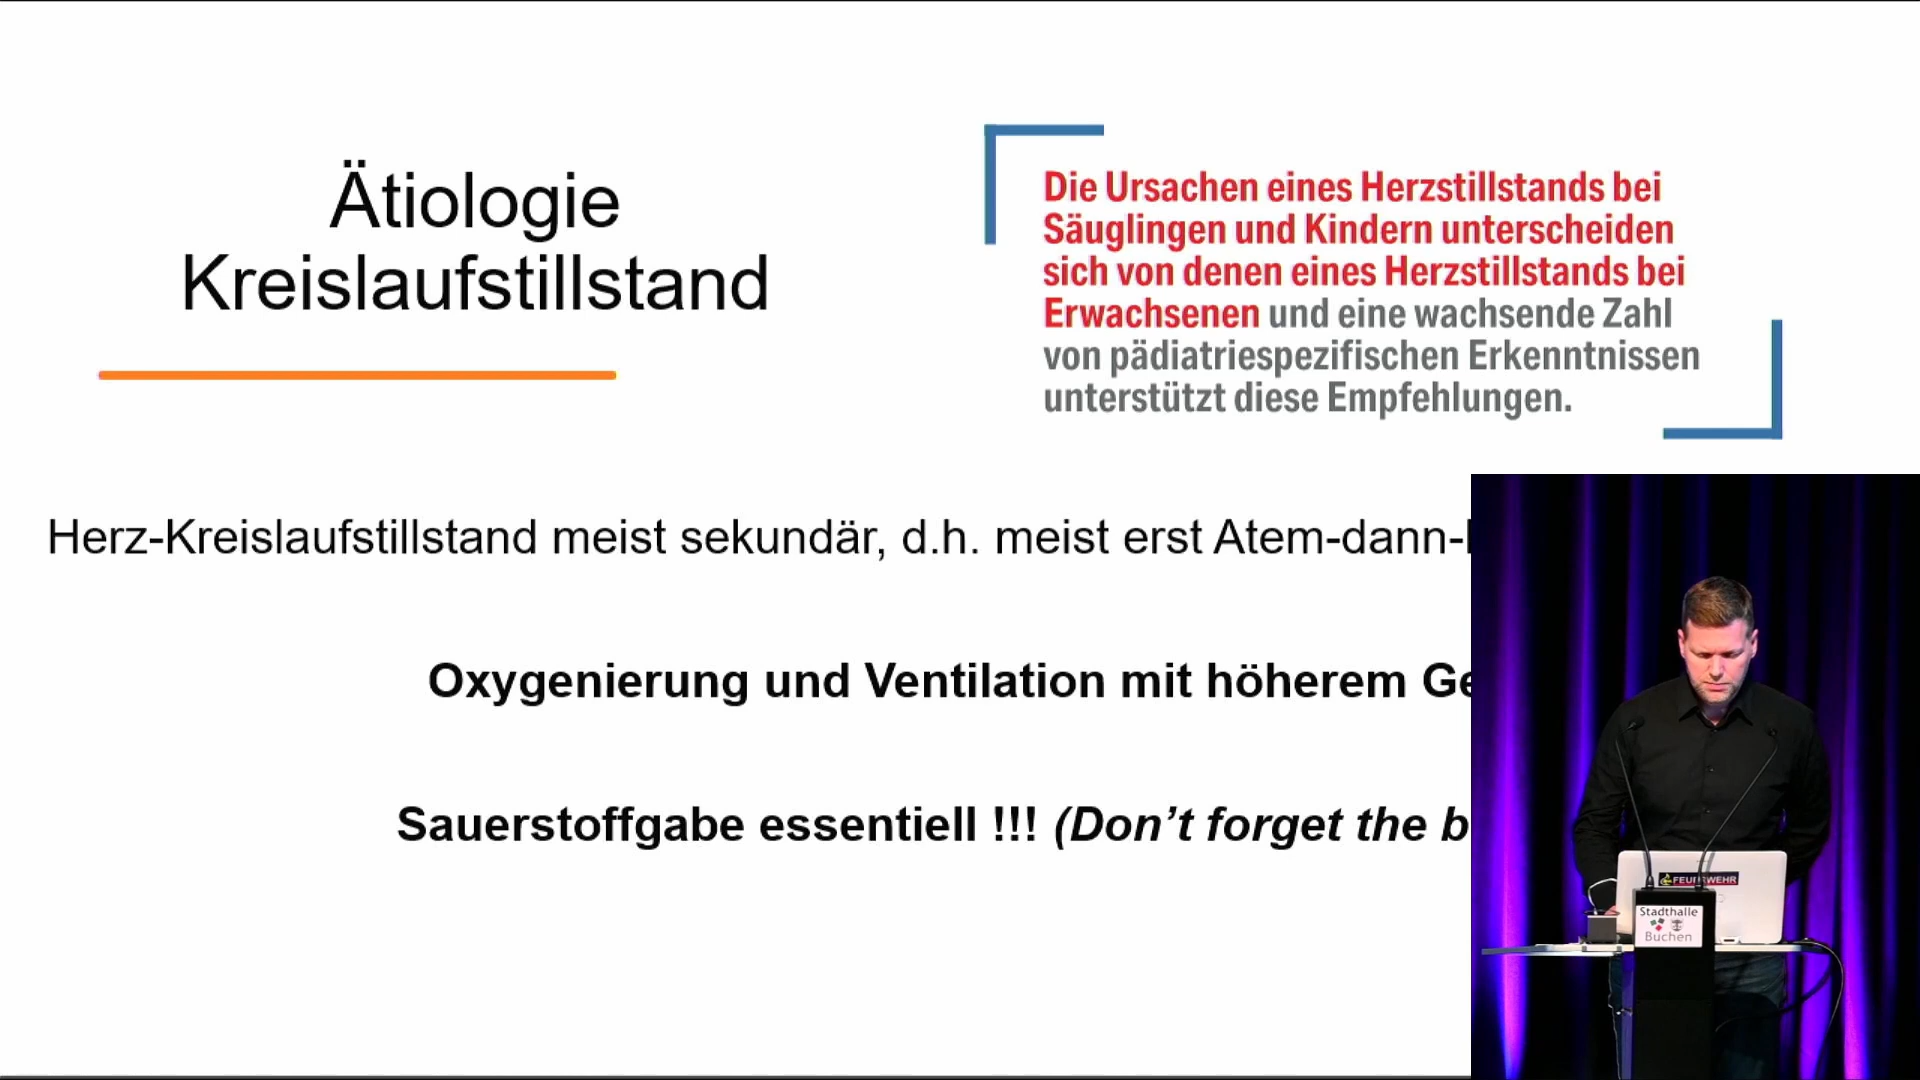 Ätiologie
Kreislaufstillstand
Die Ursachen eines Herzstillstands bei
Säuglingen und Kindern unterscheiden
sich von denen eines Herzstillstands bei
Erwachsenen und eine wachsende Zahl
von pädiatriespezifischen Erkenntnissen
unterstützt diese Empfehlungen.
Herz-Kreislaufstillstand meist sekundär, d.h. meist erst Atem-dann-
Oxygenierung und Ventilation mit höherem
Sauerstoffgabe essentiell !!! (Don’t forget the
FEUERWEHR
Stadthalle
Buchen